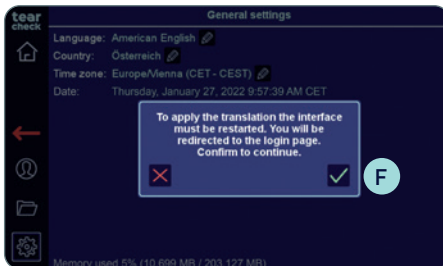 tear
check
General settings
Language: American English
Country: Österreich
Time zone: Europe/Vienna (CET - CEST)
Date: Thursday, January 27, 2022 9:57:39 AM CET
To apply the translation the interface
must be restarted. You will be
redirected to the login page.
Confirm to continue.
F
Memory used 5% (10,699 MB / 203,127 MB)